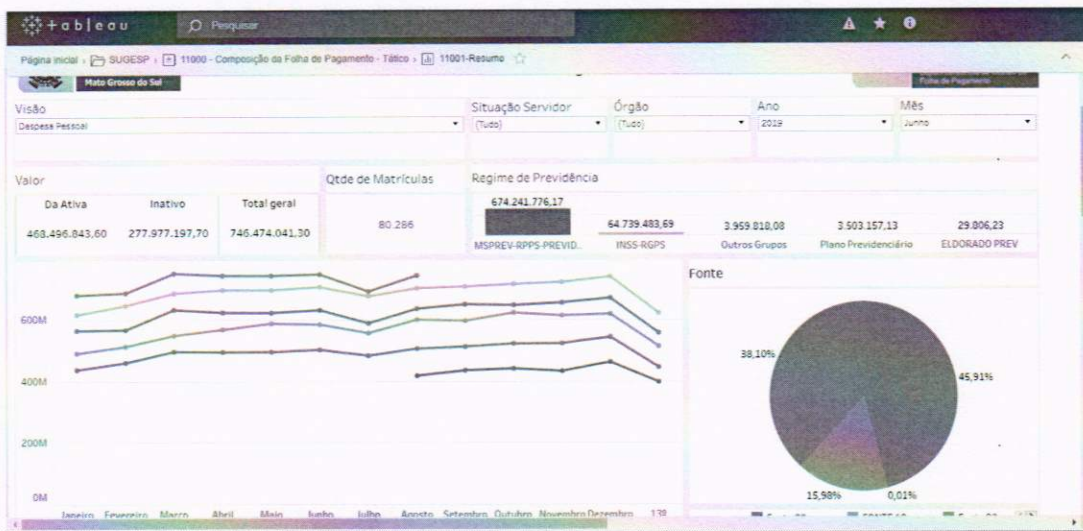 + a b | e a u
Pesquisar
Página inicial › SUGESP › 11000 - Composição da Folha de Pagamento - Tático › 11001-Resumo
Mato Grosso do Sul
Folha de Pagamento
Visão
Situação Servidor
Órgão
Ano
Mês
Despesa Pessoal
(Tudo)
(Tudo)
2019
Junho
Valor
Qtde de Matrículas
Regime de Previdência
Da Ativa
Inativo
Total geral
468.496.843,60
277.977.197,70
746.474.041,30
80.286
674.241.776,17
64.739.483,69
3.959.818,08
3.503.157,13
29.806,23
MSPREV-RPPS-PREVID..
INSS-RGPS
Outros Grupos
Plano Previdenciário
ELDORADO PREV
600M
400M
200M
0M
Janeiro Fevereiro Março Abril Maio Junho Julho Agosto Setembro Outubro Novembro Dezembro 13º
Fonte
38,10%
45,91%
15,98%
0,01%